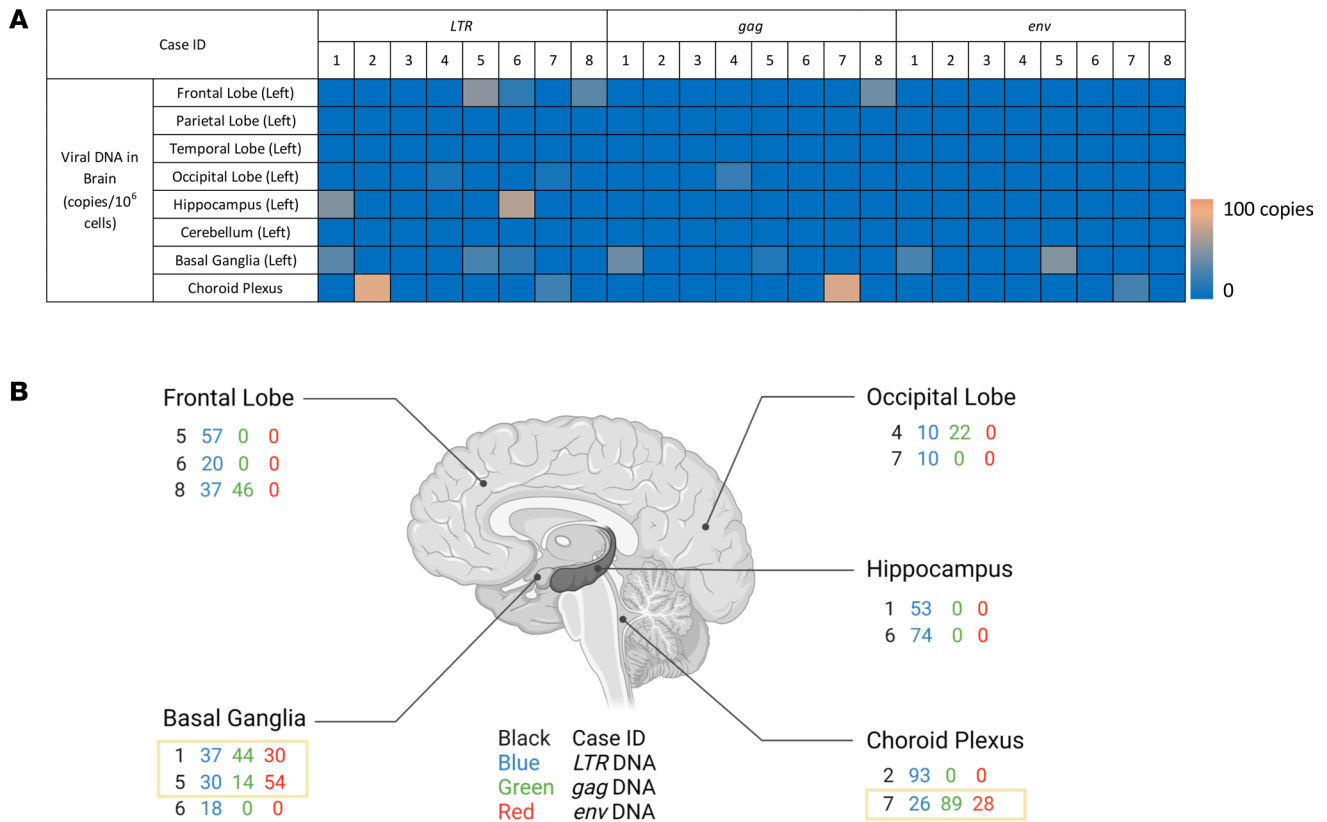 A
Case ID
LTR gag env
1 2 3 4 5 6 7 8 1 2 3 4 5 6 7 8 1 2 3 4 5 6 7 8
Viral DNA in
Brain
(copies/10⁶
cells)
Frontal Lobe (Left)
Parietal Lobe (Left)
Temporal Lobe (Left)
Occipital Lobe (Left)
Hippocampus (Left)
Cerebellum (Left)
Basal Ganglia (Left)
Choroid Plexus
100 copies
0
B
Frontal Lobe
5 57 0 0
6 20 0 0
8 37 46 0
Occipital Lobe
4 10 22 0
7 10 0 0
Hippocampus
1 53 0 0
6 74 0 0
Basal Ganglia
1 37 44 30
5 30 14 54
6 18 0 0
Black Case ID
Blue LTR DNA
Green gag DNA
Red env DNA
Choroid Plexus
2 93 0 0
7 26 89 28